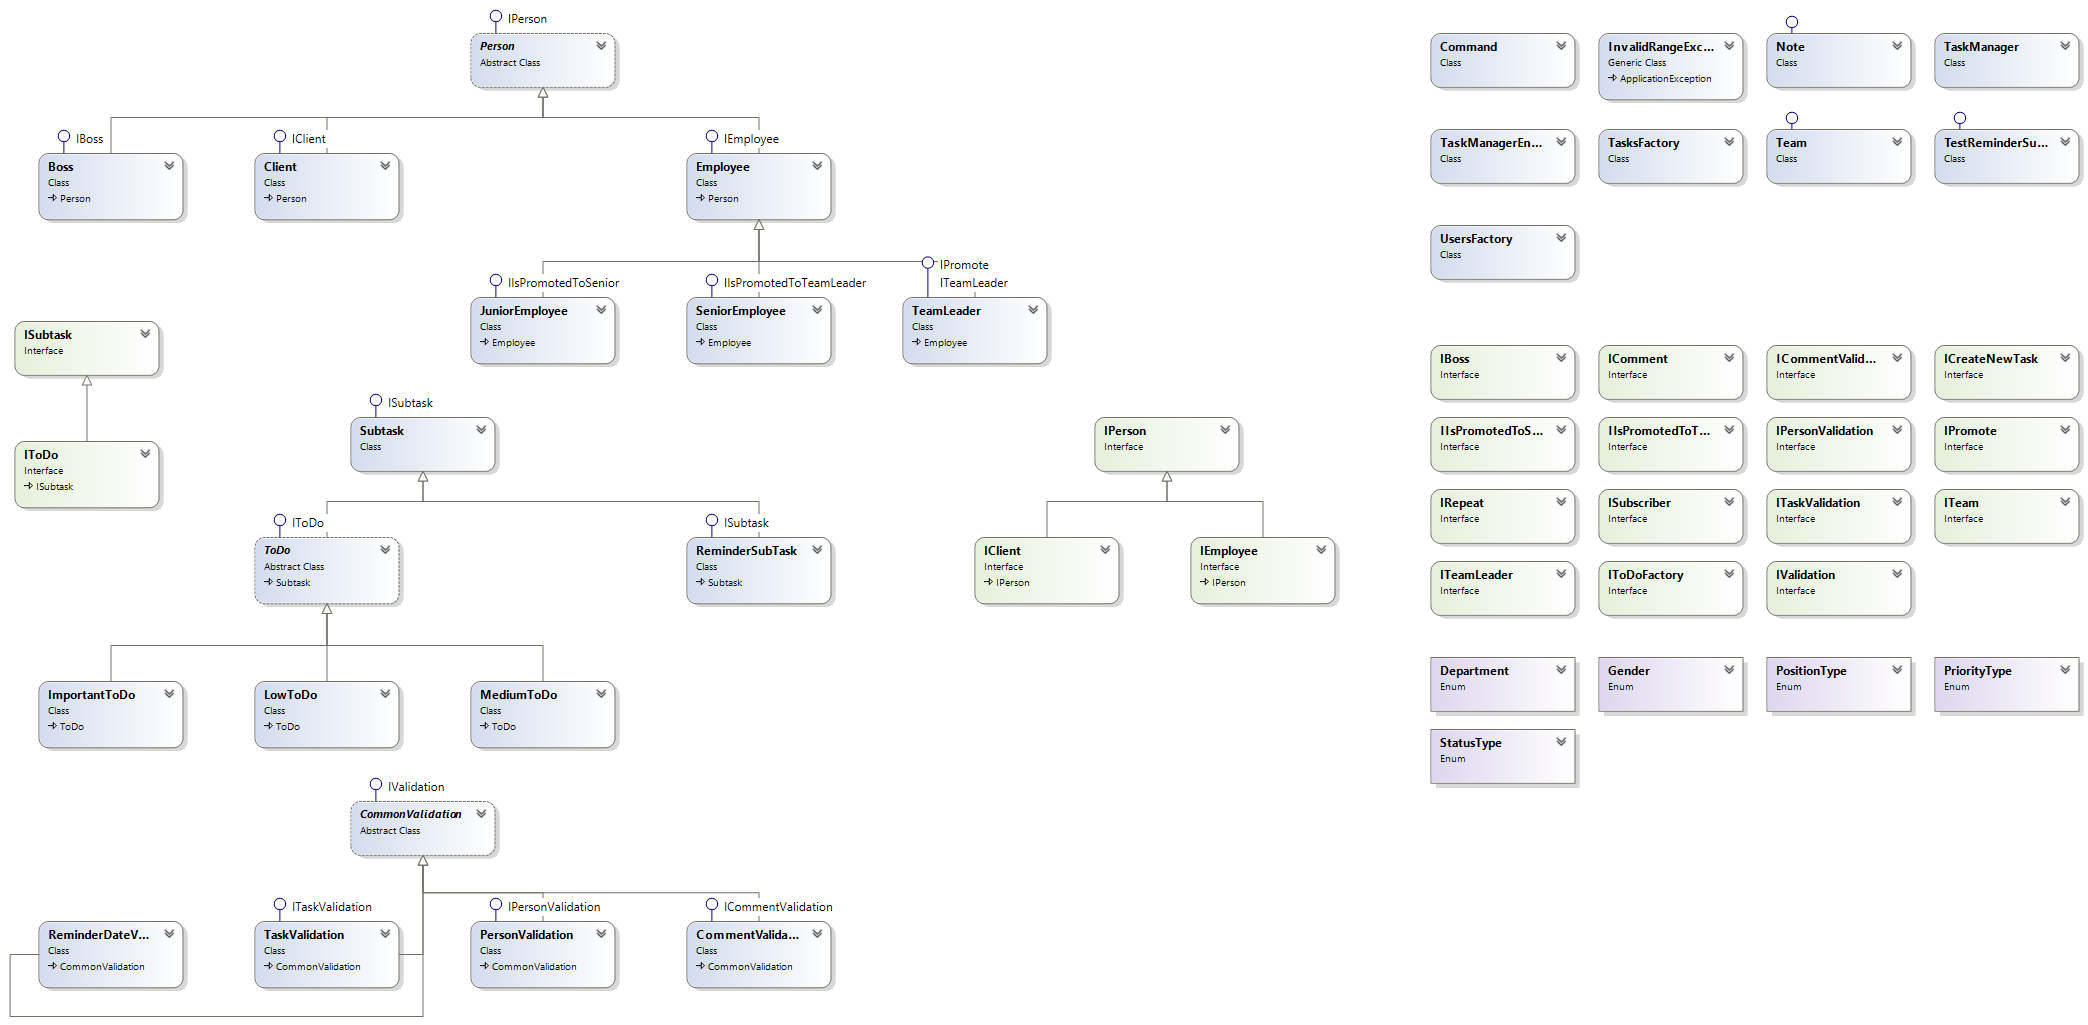 IPerson
Person
Abstract Class
IBoss
Boss
Class
Person
IClient
Client
Class
Person
IEmployee
Employee
Class
Person
IIsPromotedToSenior
JuniorEmployee
Class
Employee
IIsPromotedToTeamLeader
SeniorEmployee
Class
Employee
IPromote
ITeamLeader
TeamLeader
Class
Employee
ISubtask
Interface
IToDo
Interface
ISubtask
ISubtask
Subtask
Class
IToDo
ToDo
Abstract Class
Subtask
ISubtask
ReminderSubTask
Class
Subtask
ImportantToDo
Class
ToDo
LowToDo
Class
ToDo
MediumToDo
Class
ToDo
IPerson
Interface
IClient
Interface
IPerson
IEmployee
Interface
IPerson
IValidation
CommonValidation
Abstract Class
ReminderDateV...
Class
CommonValidation
ITaskValidation
TaskValidation
Class
CommonValidation
IPersonValidation
PersonValidation
Class
CommonValidation
ICommentValidation
CommentValida...
Class
CommonValidation
Command
Class
InvalidRangeExc...
Generic Class
ApplicationException
Note
Class
TaskManager
Class
TaskManagerEn...
Class
TasksFactory
Class
Team
Class
TestReminderSu...
Class
UsersFactory
Class
IBoss
Interface
IComment
Interface
ICommentValid...
Interface
ICreateNewTask
Interface
IIsPromotedToS...
Interface
IIsPromotedToT...
Interface
IPersonValidation
Interface
IPromote
Interface
IRepeat
Interface
ISubscriber
Interface
ITaskValidation
Interface
ITeam
Interface
ITeamLeader
Interface
IToDoFactory
Interface
IValidation
Interface
Department
Enum
Gender
Enum
PositionType
Enum
PriorityType
Enum
StatusType
Enum